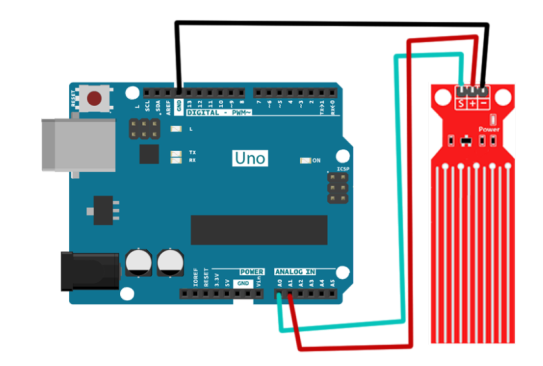 RESET
L
SCL
SDA
AREF
GND
13
12
11
~10
~9
8
7
~6
~5
4
~3
2
TX→1
RX←0
DIGITAL - PWM~
L
TX
RX
Uno
ON
ICSP
S + -
Power
POWER
ANALOG IN
IOREF
RESET
3.3V
5V
GND
Vin
A0
A1
A2
A3
A4
A5